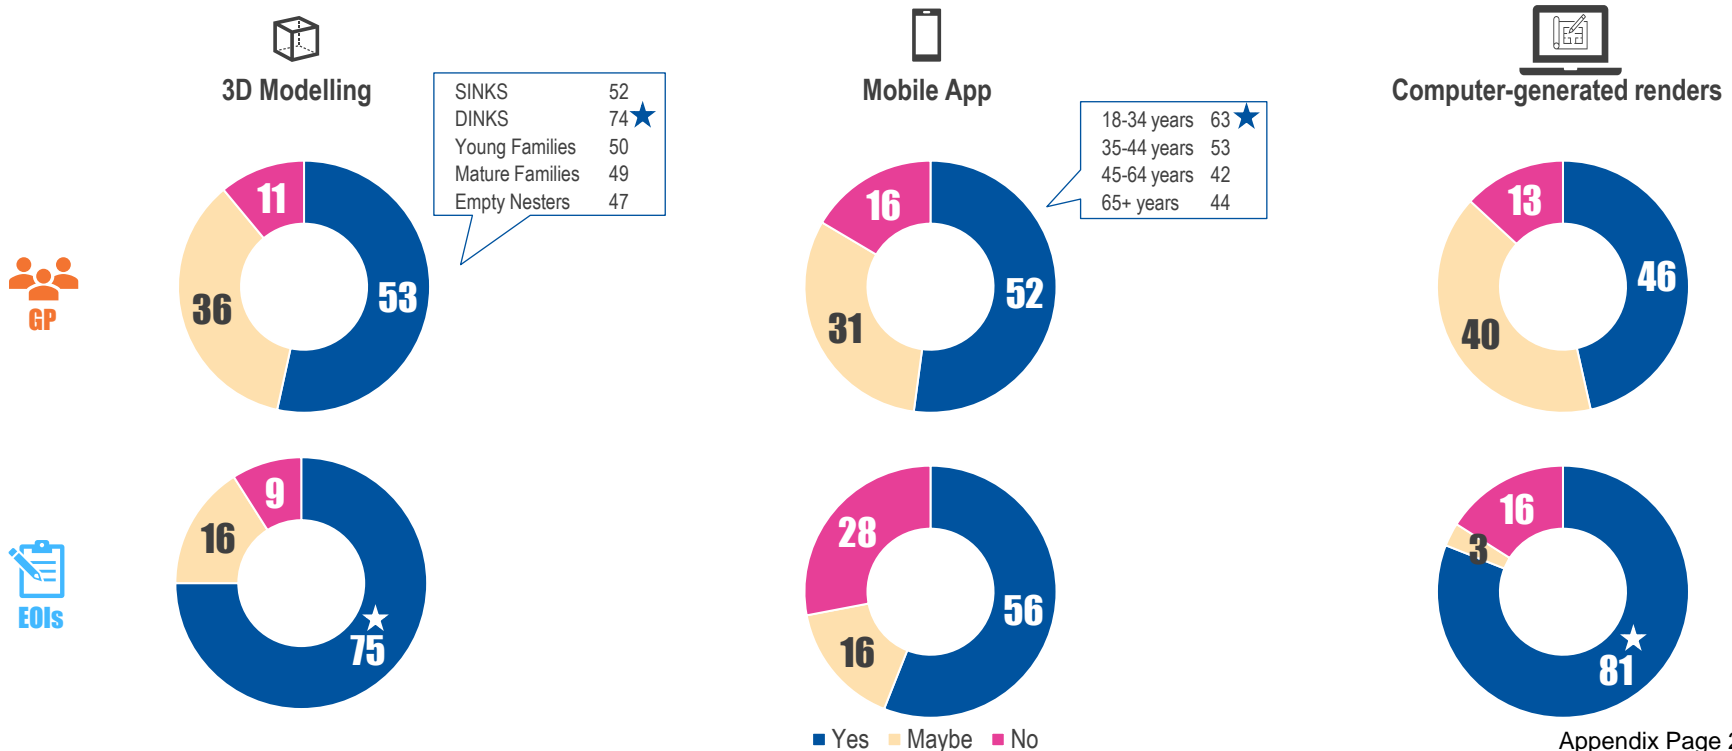 3D Modelling
SINKS 52
DINKS 74
Young Families 50
Mature Families 49
Empty Nesters 47
Mobile App
18-34 years 63
35-44 years 53
45-64 years 42
65+ years 44
Computer-generated renders
GP
11
36
53
16
31
52
13
40
46
EOIs
9
16
75
28
16
56
16
3
81
Yes Maybe No
Appendix Page 2